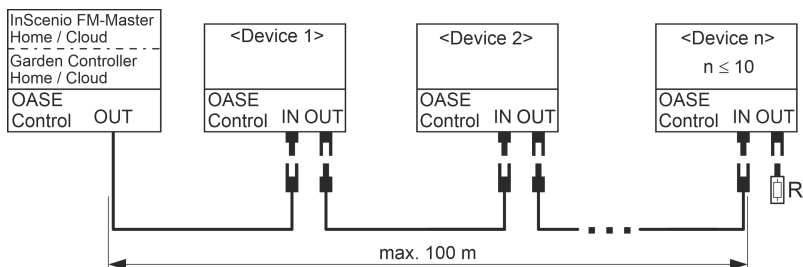 InScenio FM-Master
Home / Cloud
Garden Controller
Home / Cloud
OASE
Control OUT
<Device 1>
OASE
Control IN OUT
<Device 2>
OASE
Control IN OUT
<Device n>
n ≤ 10
OASE
Control IN OUT
R
max. 100 m